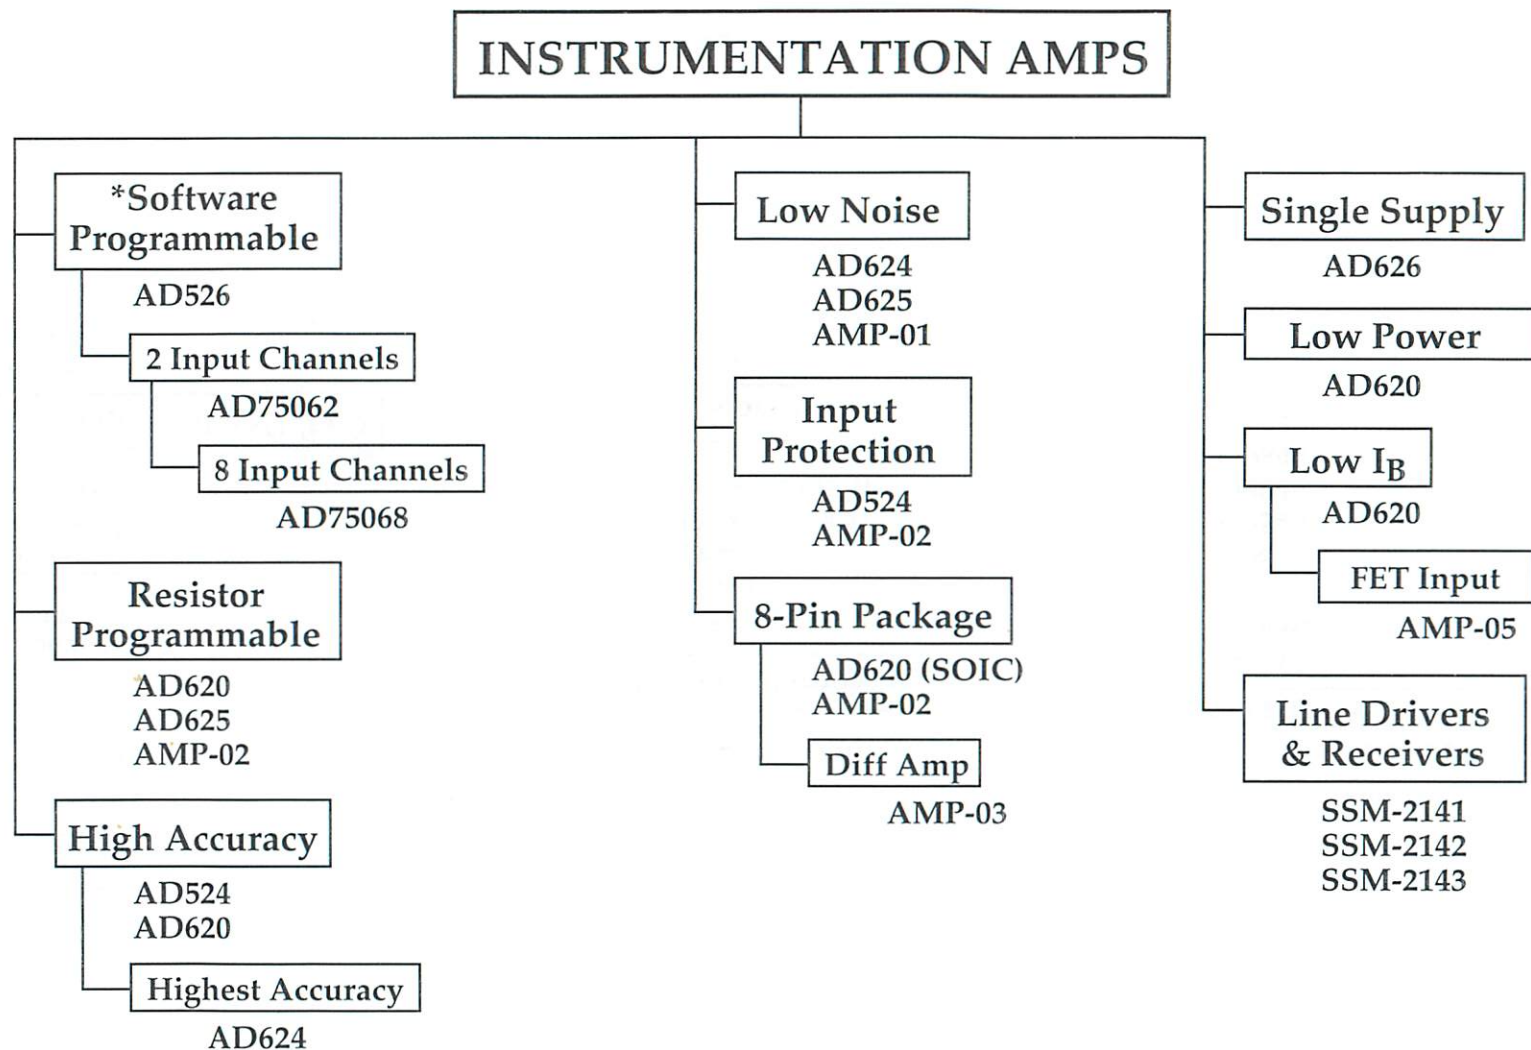 INSTRUMENTATION AMPS
*Software
Programmable
AD526
2 Input Channels
AD75062
8 Input Channels
AD75068
Resistor
Programmable
AD620
AD625
AMP-02
High Accuracy
AD524
AD620
Highest Accuracy
AD624
Low Noise
AD624
AD625
AMP-01
Input
Protection
AD524
AMP-02
8-Pin Package
AD620 (SOIC)
AMP-02
Diff Amp
AMP-03
Single Supply
AD626
Low Power
AD620
Low IB
AD620
FET Input
AMP-05
Line Drivers
& Receivers
SSM-2141
SSM-2142
SSM-2143